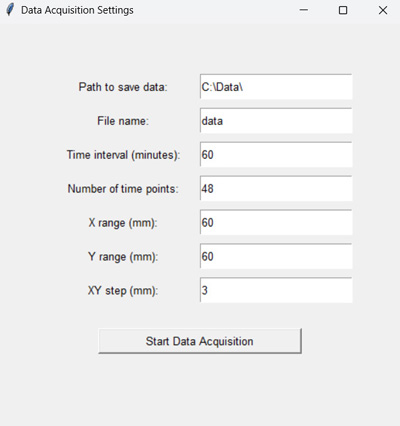 Data Acquisition Settings
Path to save data: C:\Data\
File name: data
Time interval (minutes): 60
Number of time points: 48
X range (mm): 60
Y range (mm): 60
XY step (mm): 3
Start Data Acquisition